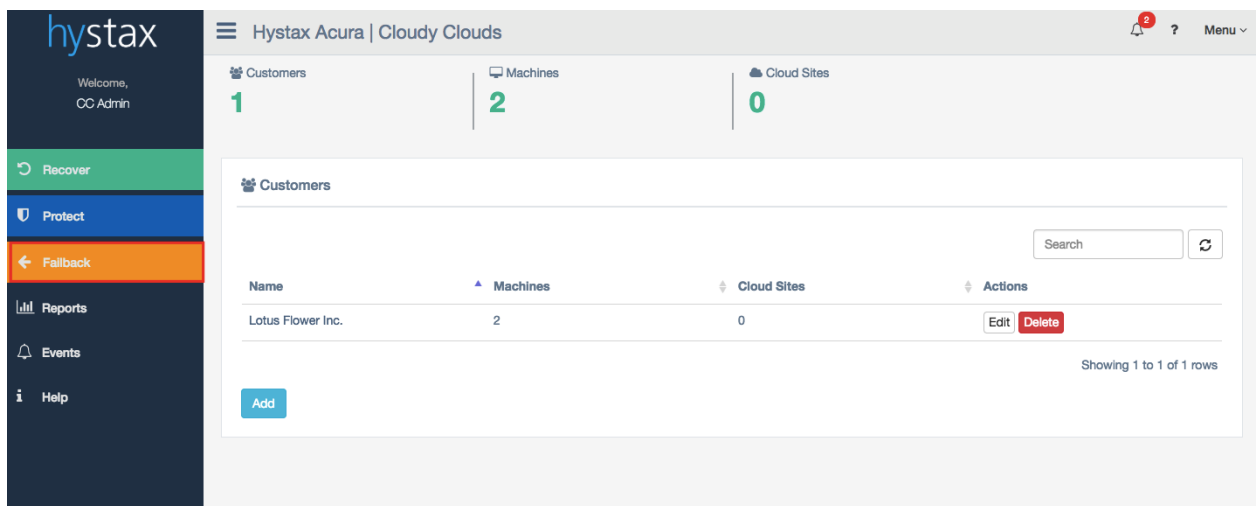 hystax
Welcome,
CC Admin
Recover
Protect
Failback
Reports
Events
i Help
Hystax Acura | Cloudy Clouds
2
?
Menu
Customers
1
Machines
2
Cloud Sites
0
Customers
Search
Name Machines Cloud Sites Actions
Lotus Flower Inc. 2 0 Edit Delete
Showing 1 to 1 of 1 rows
Add